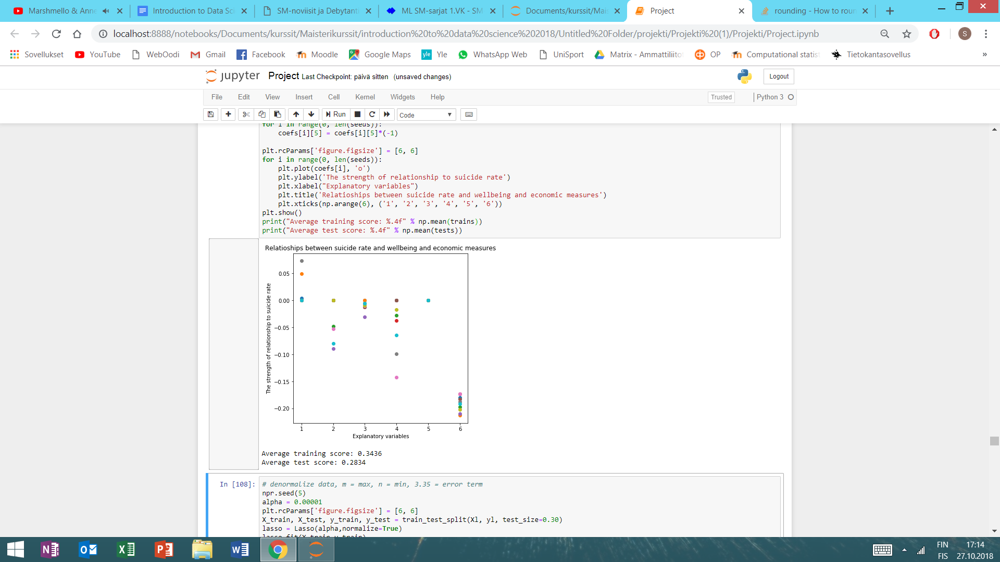 Marshmello & Anne
Introduction to Data Sci
SM-noviisit ja Debytanti
ML SM-sarjat 1.VK - SM
Documents/kurssit/Mais
Project
rounding - How to roun
localhost:8888/notebooks/Documents/kurssit/Maisterikurssit/introduction%20to%20data%20science%202018/Untitled%20Folder/projekti/Projekti%20(1)/Projekti/Project.ipynb
S
Sovellukset
YouTube
WebOodi
Gmail
Facebook
Moodle
Google Maps
yle Yle
WhatsApp Web
UniSport
Matrix - Ammattiliito
OP
Computational statist
Tietokantasovellus
»
jupyter Project Last Checkpoint: päivä sitten (unsaved changes)
Logout
File Edit View Insert Cell Kernel Widgets Help
Trusted
Python 3
Run
Code
for i in range(0, len(seeds)):
coefs[i][5] = coefs[i][5]*(-1)
plt.rcParams['figure.figsize'] = [6, 6]
for i in range(0, len(seeds)):
plt.plot(coefs[i], 'o')
plt.ylabel('The strength of relationship to suicide rate')
plt.xlabel("Explanatory variables")
plt.title('Relatioships between suicide rate and wellbeing and economic measures')
plt.xticks(np.arange(6), ('1', '2', '3', '4', '5', '6'))
plt.show()
print("Average training score: %.4f" % np.mean(trains))
print("Average test score: %.4f" % np.mean(tests))
Relatioships between suicide rate and wellbeing and economic measures
The strength of relationship to suicide rate
0.05
0.00
−0.05
−0.10
−0.15
−0.20
1 2 3 4 5 6
Explanatory variables
Average training score: 0.3436
Average test score: 0.2834
In [108]:
# denormalize data, m = max, n = min, 3.35 = error term
npr.seed(5)
alpha = 0.00001
plt.rcParams['figure.figsize'] = [6, 6]
X_train, X_test, y_train, y_test = train_test_split(Xl, yl, test_size=0.30)
lasso = Lasso(alpha,normalize=True)
lasso.fit(X_train,y_train)
FIN
FIS
17:14
27.10.2018